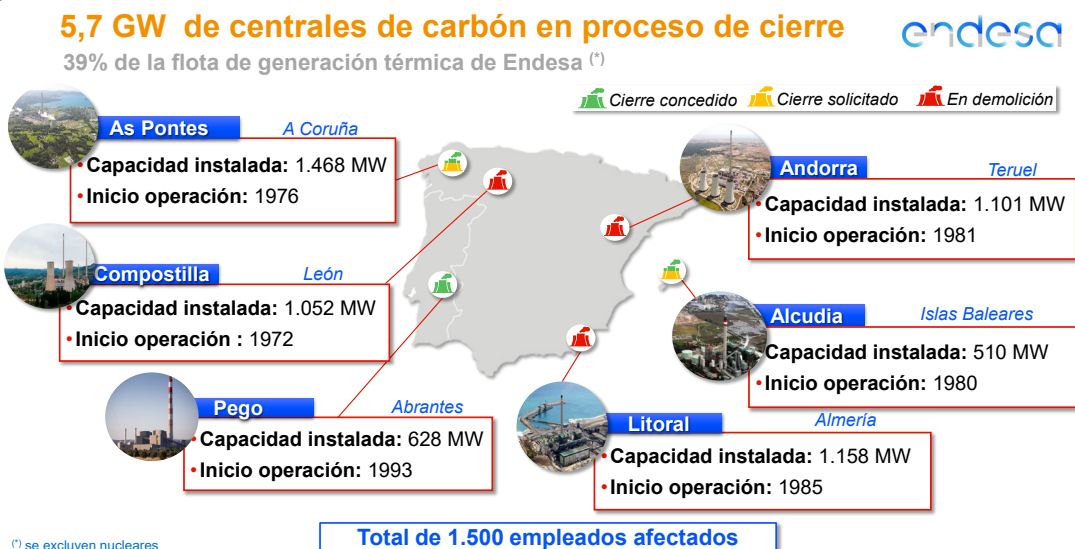 5,7 GW de centrales de carbón en proceso de cierre
endesa
39% de la flota de generación térmica de Endesa (*)
Cierre concedido Cierre solicitado En demolición
As Pontes A Coruña
•Capacidad instalada: 1.468 MW
•Inicio operación: 1976
Andorra Teruel
•Capacidad instalada: 1.101 MW
•Inicio operación: 1981
Compostilla León
•Capacidad instalada: 1.052 MW
•Inicio operación : 1972
Alcudia Islas Baleares
Capacidad instalada: 510 MW
•Inicio operación: 1980
Pego Abrantes
•Capacidad instalada: 628 MW
•Inicio operación: 1993
Litoral Almería
•Capacidad instalada: 1.158 MW
•Inicio operación: 1985
Total de 1.500 empleados afectados
(*) se excluyen nucleares